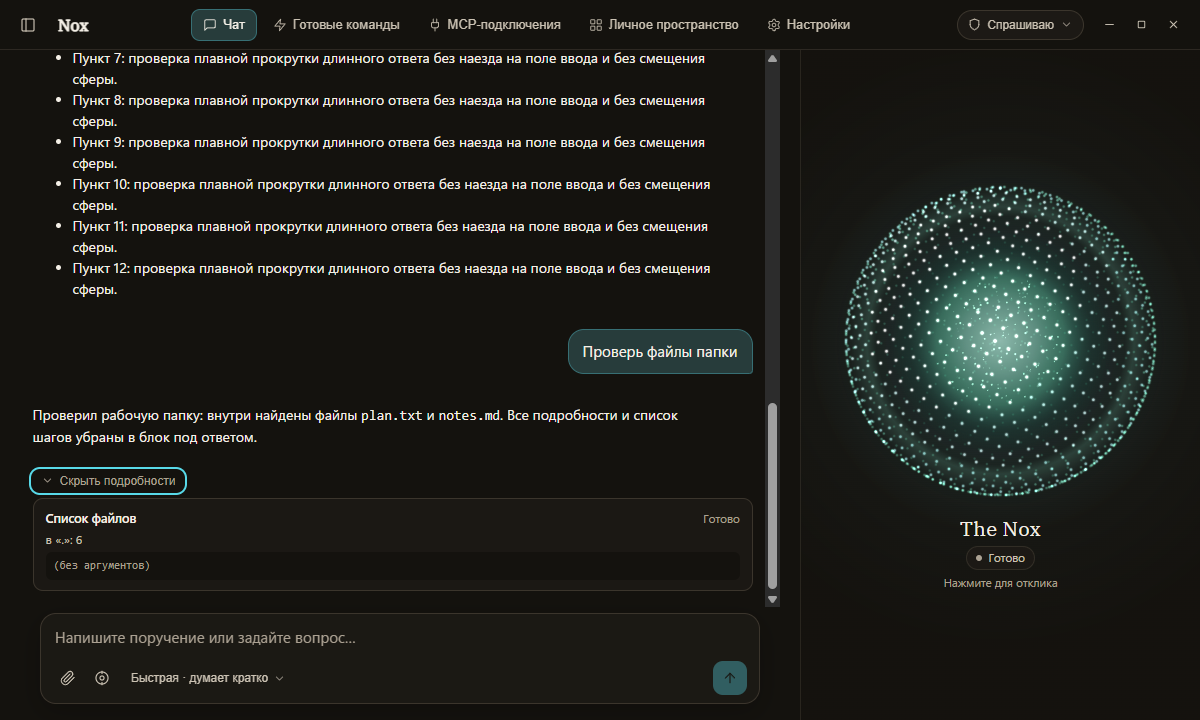 Nox
Чат
Готовые команды
MCP-подключения
Личное пространство
Настройки
Спрашиваю
Пункт 7: проверка плавной прокрутки длинного ответа без наезда на поле ввода и без смещения
сферы.
Пункт 8: проверка плавной прокрутки длинного ответа без наезда на поле ввода и без смещения
сферы.
Пункт 9: проверка плавной прокрутки длинного ответа без наезда на поле ввода и без смещения
сферы.
Пункт 10: проверка плавной прокрутки длинного ответа без наезда на поле ввода и без смещения
сферы.
Пункт 11: проверка плавной прокрутки длинного ответа без наезда на поле ввода и без смещения
сферы.
Пункт 12: проверка плавной прокрутки длинного ответа без наезда на поле ввода и без смещения
сферы.
Проверь файлы папки
Проверил рабочую папку: внутри найдены файлы plan.txt и notes.md. Все подробности и список
шагов убраны в блок под ответом.
Скрыть подробности
Список файлов
Готово
в «.»: 6
(без аргументов)
Напишите поручение или задайте вопрос...
Быстрая · думает кратко
The Nox
Готово
Нажмите для отклика